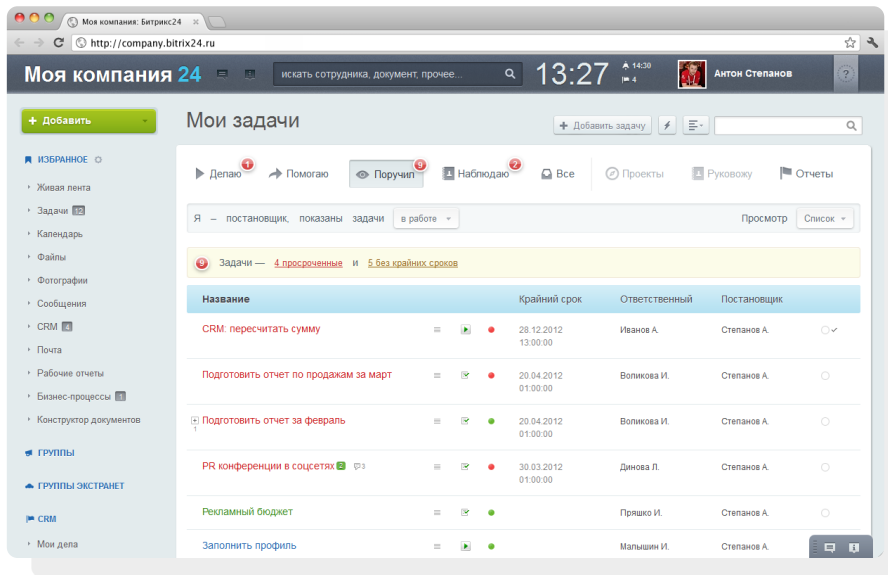 Моя компания: Битрикс24
http://company.bitrix24.ru
Моя компания 24
искать сотрудника, документ, прочее...
13:27
14:30
4
Антон Степанов
?
+ Добавить
Мои задачи
+ Добавить задачу
ИЗБРАННОЕ
Живая лента
Задачи 12
Календарь
Файлы
Фотографии
Сообщения
CRM 4
Почта
Рабочие отчеты
Бизнес-процессы 1
Конструктор документов
ГРУППЫ
ГРУППЫ ЭКСТРАНЕТ
CRM
Мои дела
Делаю 1
Помогаю
Поручил 9
Наблюдаю 2
Все
Проекты
Руковожу
Отчеты
Я – постановщик, показаны задачи в работе
Просмотр Список
9 Задачи — 4 просроченные и 5 без крайних сроков
Название Крайний срок Ответственный Постановщик
CRM: пересчитать сумму 28.12.2012 Иванов А. Степанов А.
13:00:00
Подготовить отчет по продажам за март 20.04.2012 Воликова И. Степанов А.
01:00:00
Подготовить отчет за февраль 20.04.2012 Воликова И. Степанов А.
1 01:00:00
PR конференции в соцсетях 3 30.03.2012 Динова Л. Степанов А.
01:00:00
Рекламный бюджет Пряшко И. Степанов А.
Заполнить профиль Малышин И. Степанов А.